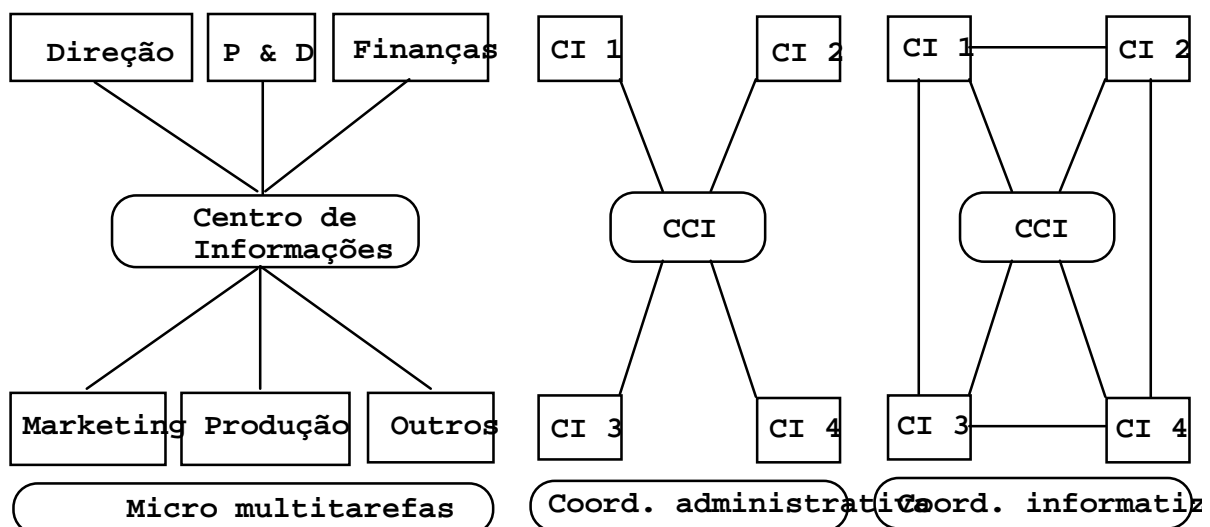 Direção P & D Finanças
Centro de
Informações
Marketing Produção Outros
Micro multitarefas
CI 1 CI 2
CCI
CI 3 CI 4
Coord. administrativa
CI 1 CI 2
CCI
CI 3 CI 4
Coord. informatiz